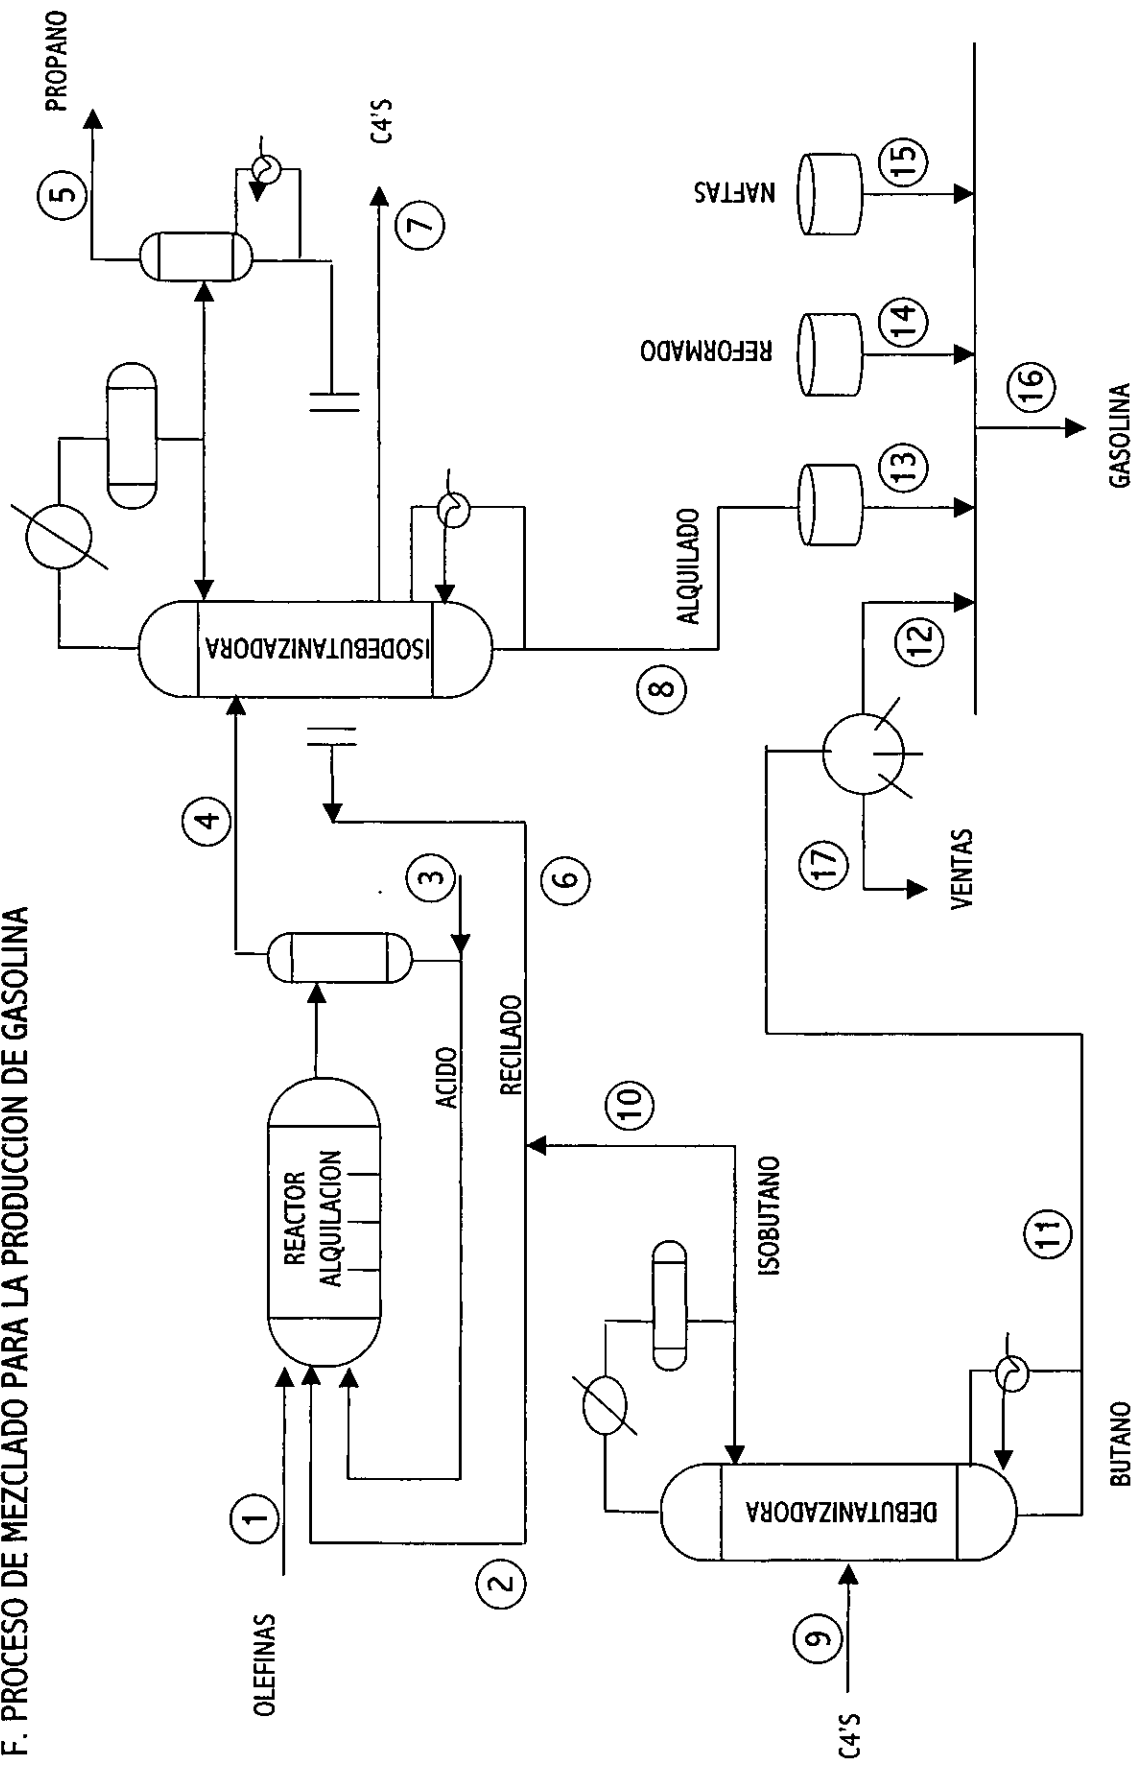 F. PROCESO DE MEZCLADO PARA LA PRODUCCION DE GASOLINA
OLEFINAS
1
2
REACTOR
ALQUILACION
ACIDO
3
4
RECILADO
6
ISODEBUTANIZADORA
5
PROPANO
7
C4'S
8
ALQUILADO
C4'S
9
DEBUTANIZADORA
ISOBUTANO
10
BUTANO
11
17
VENTAS
12
13
REFORMADO
14
NAFTAS
15
16
GASOLINA